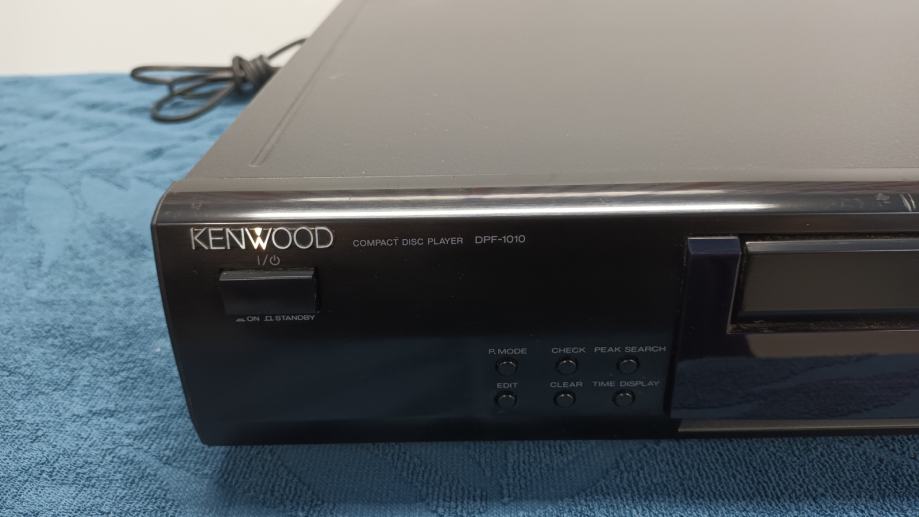 KENWOOD COMPACT DISC PLAYER DPF-1010
ON STANDBY
P.MODE CHECK PEAK SEARCH
EDIT CLEAR TIME DISPLAY